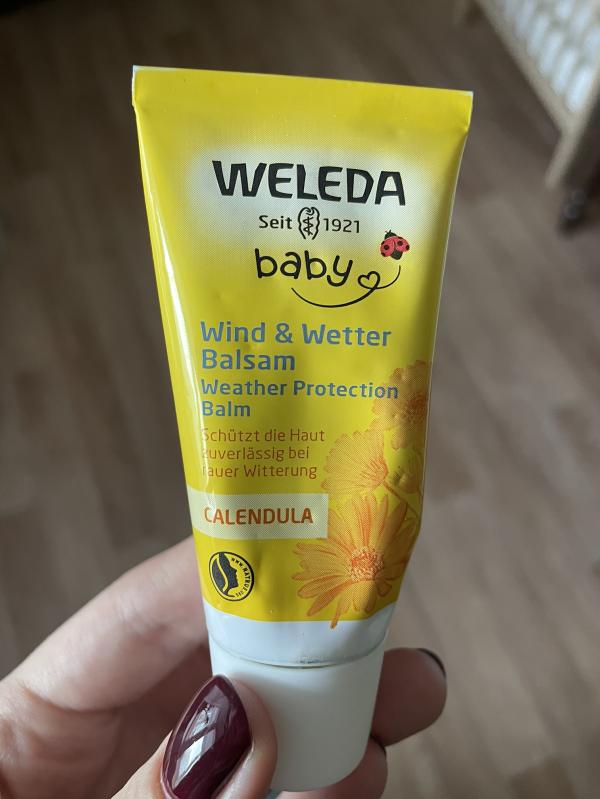 WELEDA
Seit 1921
baby
Wind & Wetter
Balsam
Weather Protection
Balm
Schützt die Haut
zuverlässig bei
rauer Witterung
CALENDULA